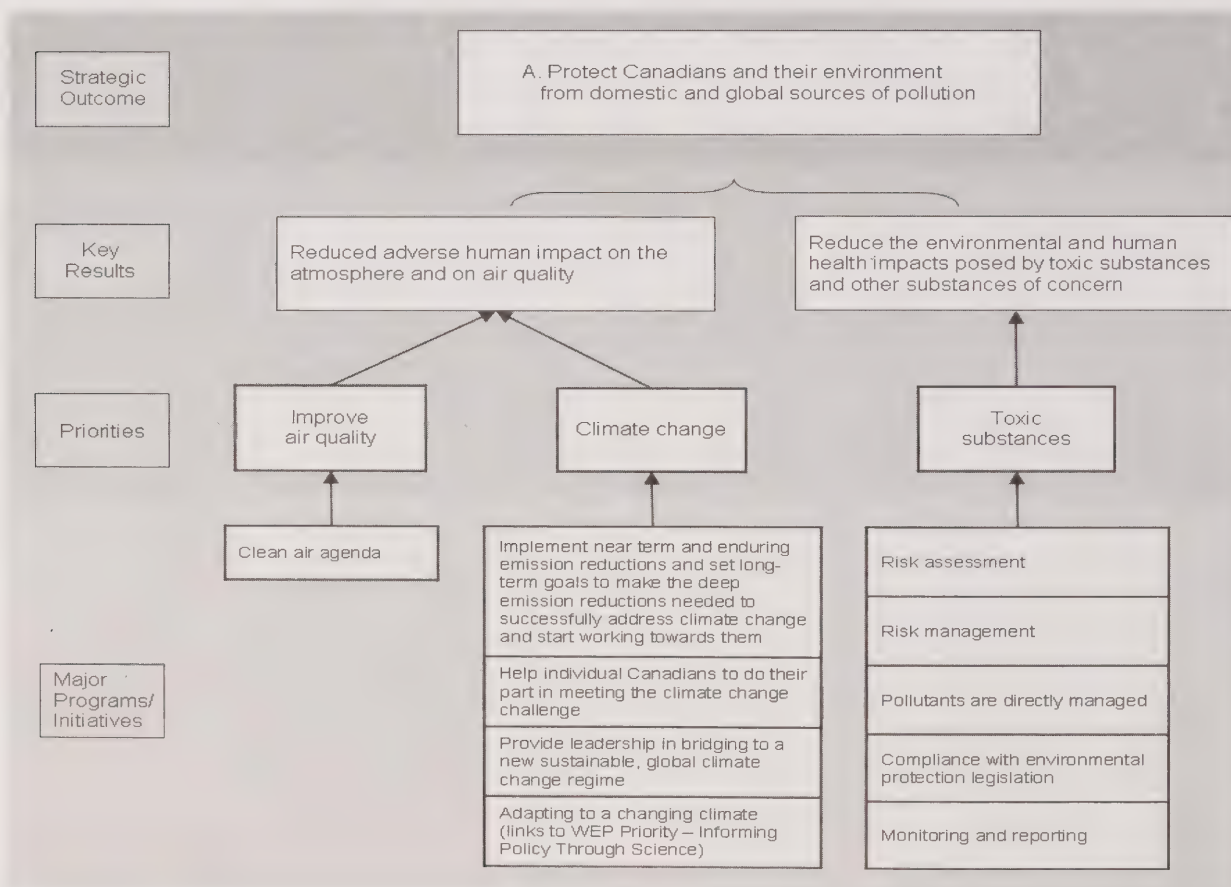 Strategic
Outcome
A. Protect Canadians and their environment
from domestic and global sources of pollution
Key
Results
Reduced adverse human impact on the
atmosphere and on air quality
Reduce the environmental and human
health impacts posed by toxic substances
and other substances of concern
Priorities
Improve
air quality
Climate change
Toxic
substances
Major
Programs/
Initiatives
Clean air agenda
Implement near term and enduring
emission reductions and set long-
term goals to make the deep
emission reductions needed to
successfully address climate change
and start working towards them
Help individual Canadians to do their
part in meeting the climate change
challenge
Provide leadership in bridging to a
new sustainable, global climate
change regime
Adapting to a changing climate
(links to WEP Priority – Informing
Policy Through Science)
Risk assessment
Risk management
Pollutants are directly managed
Compliance with environmental
protection legislation
Monitoring and reporting